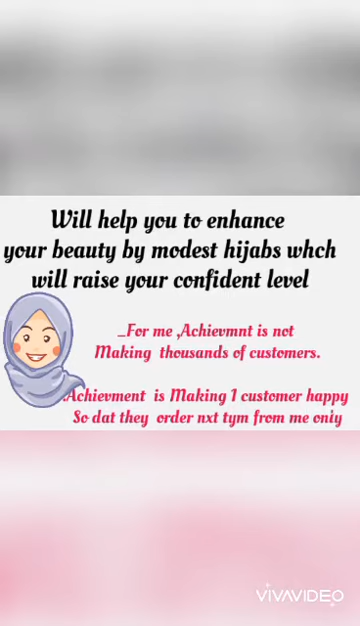 Will help you to enhance
your beauty by modest hijabs whch
will raise your confident level
_For me ,Achievmnt is not
Making thousands of customers.
.Achievment is Making 1 customer happy
So dat they order nxt tym from me only
VIVAVIDEO